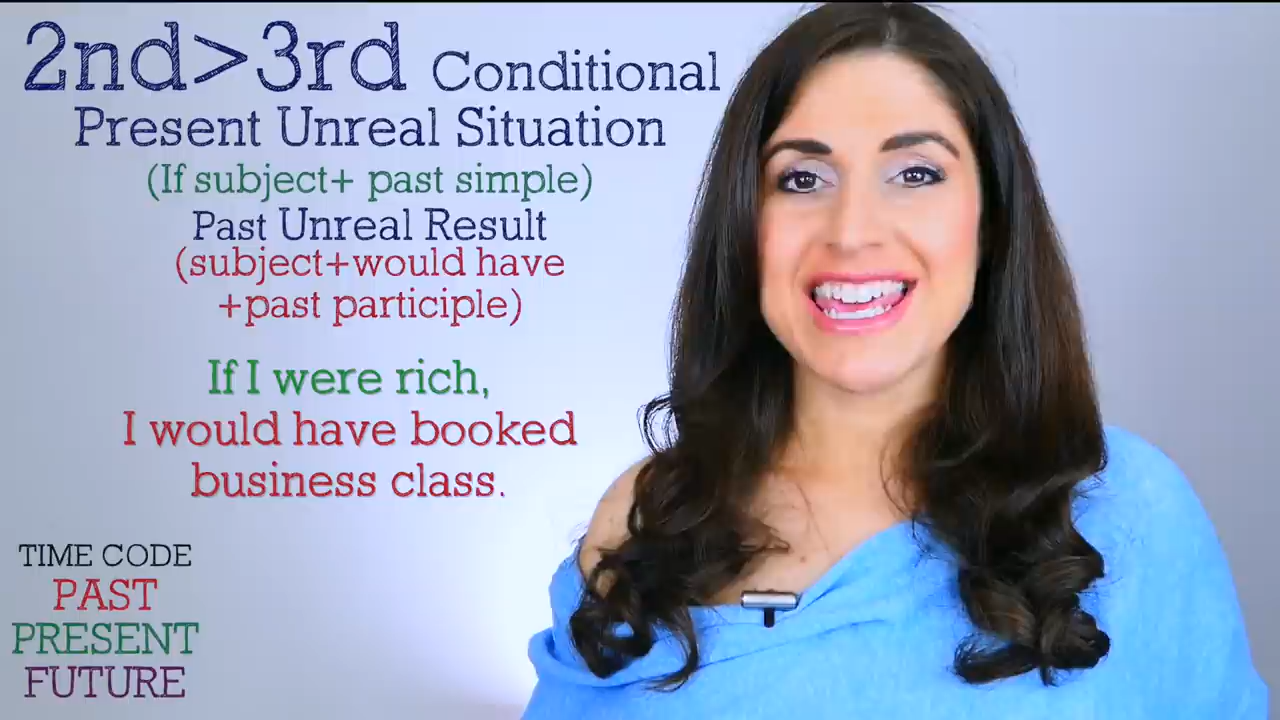 2nd>3rd Conditional
Present Unreal Situation
(If subject+ past simple)
Past Unreal Result
(subject+would have
+past participle)
If I were rich,
I would have booked
business class.
TIME CODE
PAST
PRESENT
FUTURE